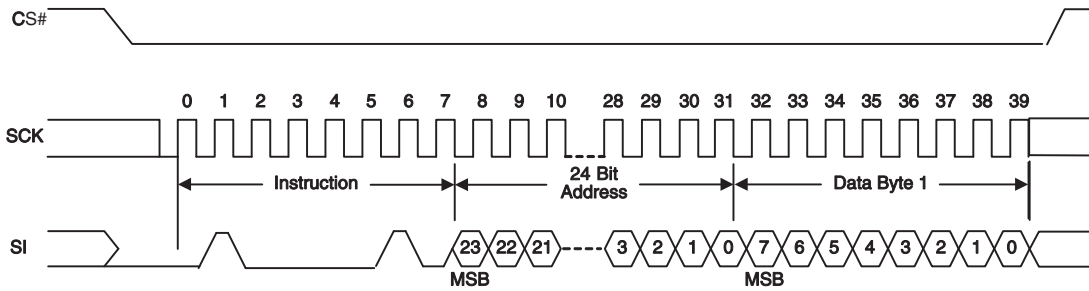 CS#
0 1 2 3 4 5 6 7 8 9 10 28 29 30 31 32 33 34 35 36 37 38 39
SCK
Instruction
24 Bit
Address
Data Byte 1
SI
23 22 21 3 2 1 0 7 6 5 4 3 2 1 0
MSB MSB